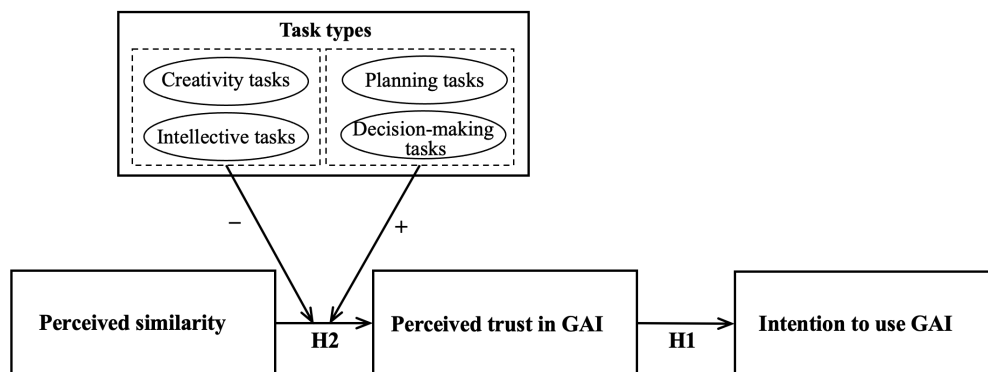 Task types
Creativity tasks
Planning tasks
Intellective tasks
Decision-making
tasks
−
+
Perceived similarity
H2
Perceived trust in GAI
H1
Intention to use GAI